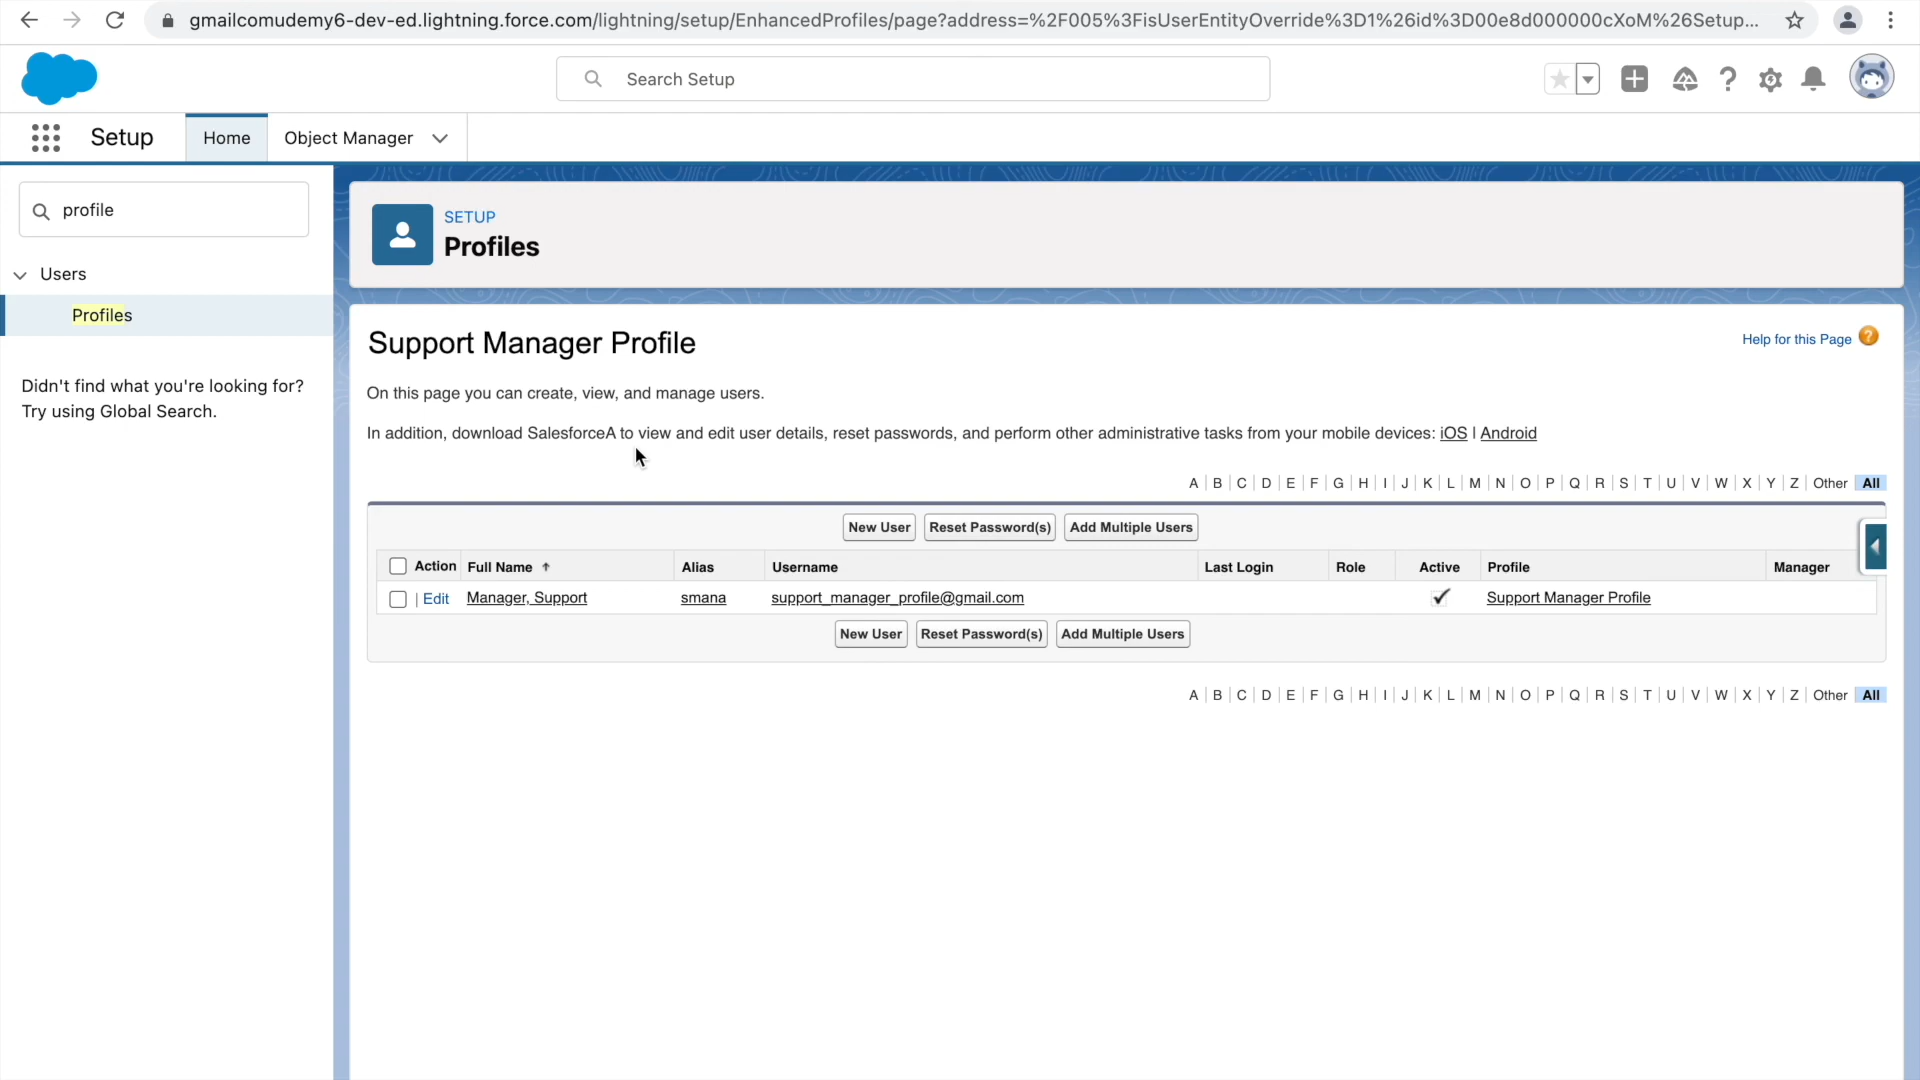 gmailcomudemy6-dev-ed.lightning.force.com/lightning/setup/EnhancedProfiles/page?address=%2F005%3FisUserEntityOverride%3D1%26id%3D00e8d000000cXoM%26Setup...
Search Setup
Setup
Home
Object Manager
profile
Users
Profiles
Didn't find what you're looking for?
Try using Global Search.
SETUP
Profiles
Support Manager Profile
Help for this Page
On this page you can create, view, and manage users.
In addition, download SalesforceA to view and edit user details, reset passwords, and perform other administrative tasks from your mobile devices: iOS | Android
A | B | C | D | E | F | G | H | I | J | K | L | M | N | O | P | Q | R | S | T | U | V | W | X | Y | Z | Other | All
New User Reset Password(s) Add Multiple Users
Action Full Name Alias Username Last Login Role Active Profile Manager
| Edit Manager, Support smana support_manager_profile@gmail.com Support Manager Profile
New User Reset Password(s) Add Multiple Users
A | B | C | D | E | F | G | H | I | J | K | L | M | N | O | P | Q | R | S | T | U | V | W | X | Y | Z | Other | All